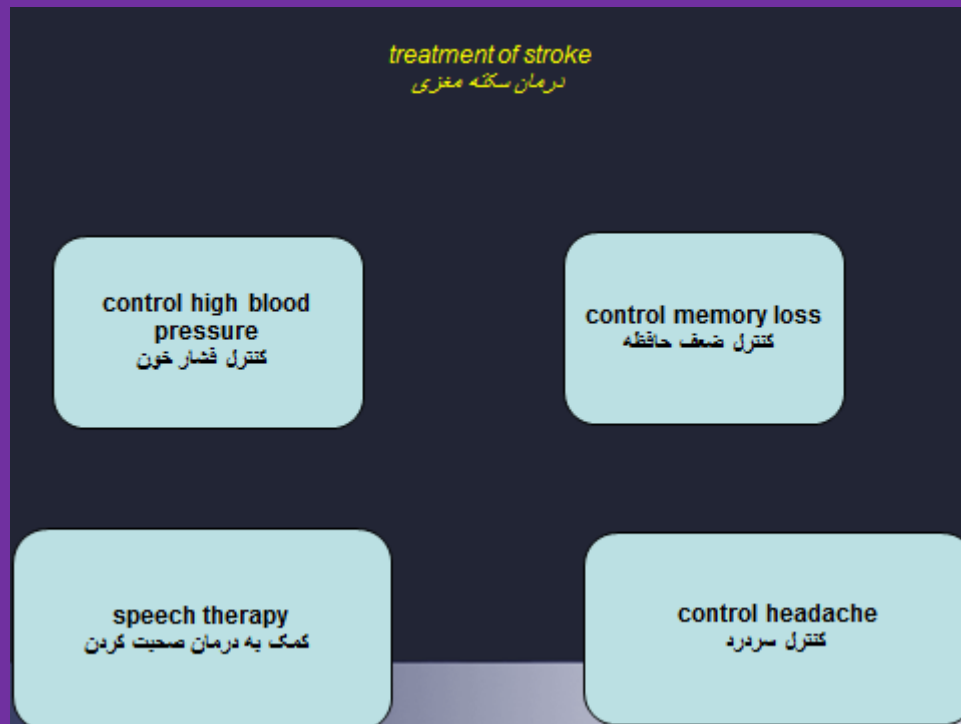 treatment of stroke
درمان سکته مغزی
control high blood
pressure
کنترل فشار خون
control memory loss
کنترل ضعف حافظه
speech therapy
کمک به درمان صحبت کردن
control headache
کنترل سردرد